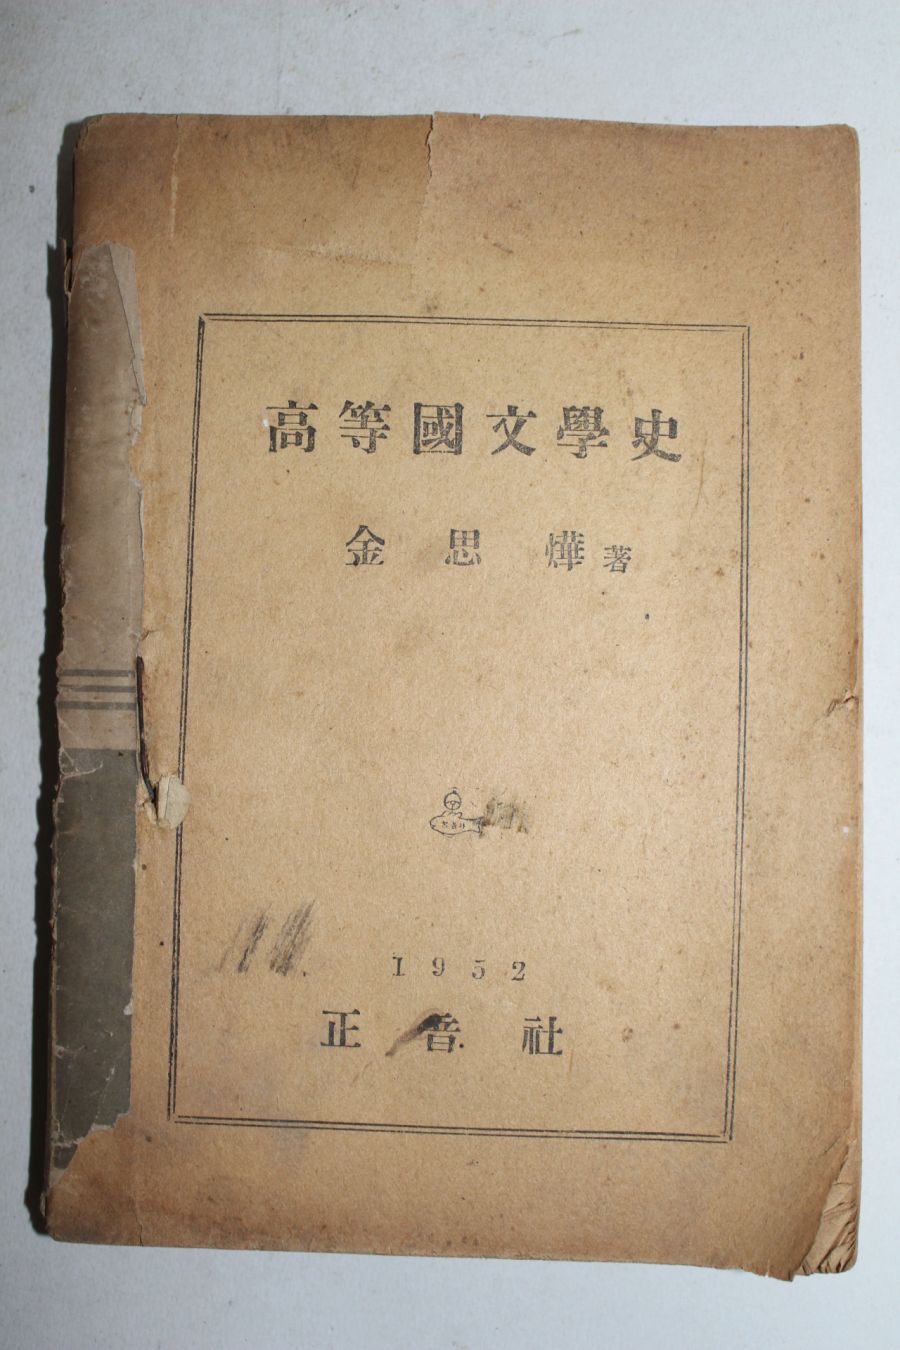 高等國文學史
金思燁 著
1952
正音社